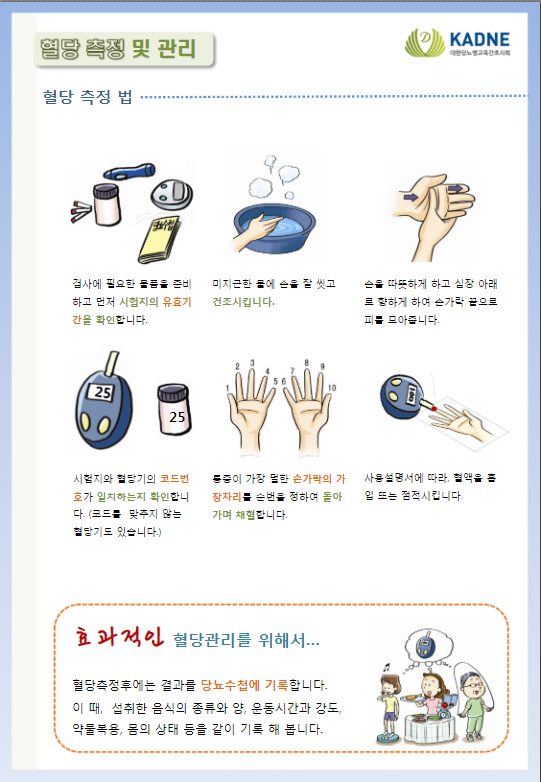 혈당 측정 및 관리
KADNE
대한당뇨병교육간호사회
혈당 측정 법
당뇨수첩
검사에 필요한 물품을 준비
하고 먼저 시험지의 유효기
간을 확인합니다.
미지근한 물에 손을 잘 씻고
건조시킵니다.
손을 따뜻하게 하고 심장 아래
로 향하게 하여 손가락 끝으로
피를 모아줍니다.
25
25
1 2 3 4 5 6 7 8 9 10
시험지와 혈당기의 코드번
호가 일치하는지 확인합니
다. (코드를 맞추지 않는
혈당기도 있습니다.)
통증이 가장 덜한 손가락의 가
장자리를 순번을 정하여 돌아
가며 채혈합니다.
사용설명서에 따라, 혈액을 흡
입 또는 점적시킵니다.
효과적인 혈당관리를 위해서...
혈당측정후에는 결과를 당뇨수첩에 기록합니다.
이 때, 섭취한 음식의 종류와 양, 운동시간과 강도,
약물복용, 몸의 상태 등을 같이 기록 해 봅니다.